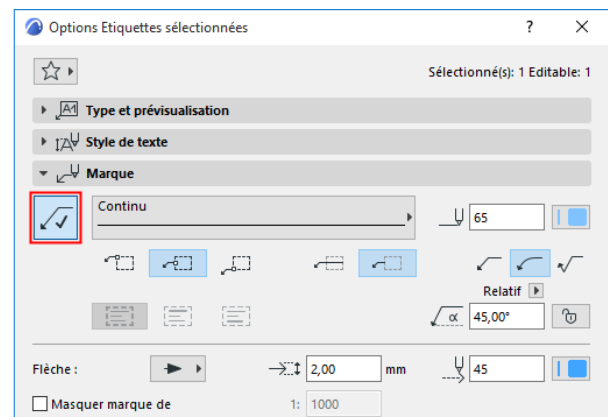 Options Etiquettes sélectionnées ?
Sélectionné(s): 1 Editable: 1
A1 Type et prévisualisation
Style de texte
Marque
Continu
65
Relatif
α 45,00°
Flèche : 2,00 mm 45
Masquer marque de 1: 1000